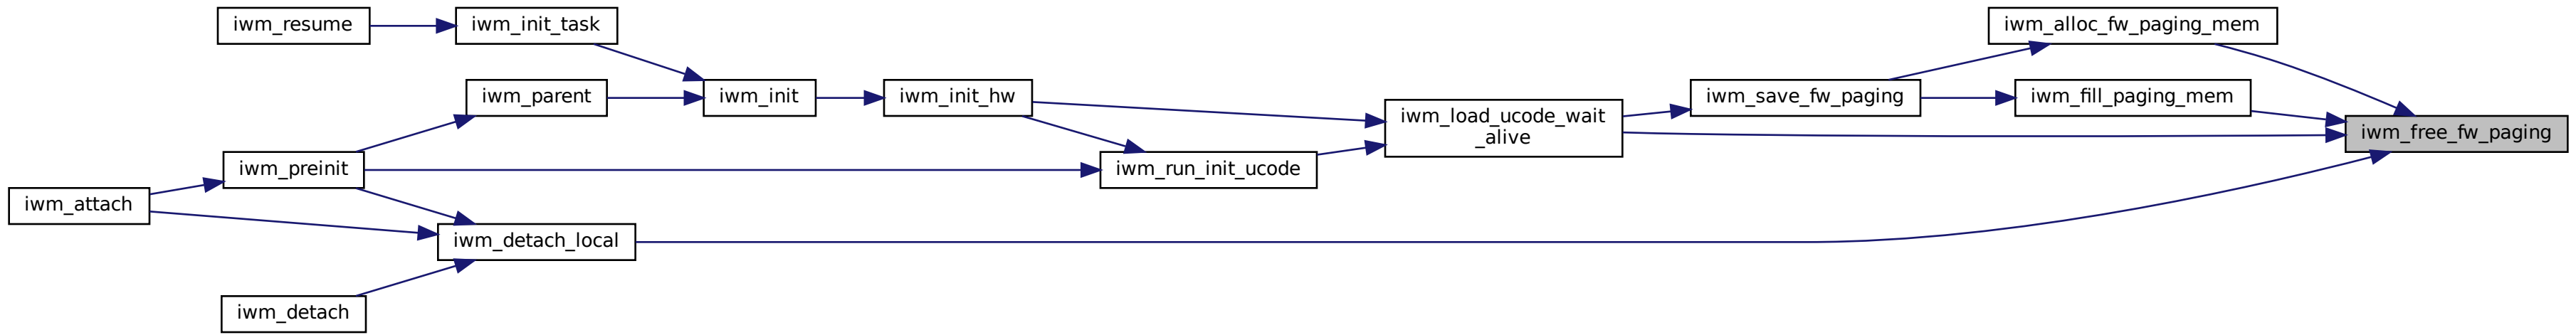 iwm_resume
iwm_init_task
iwm_alloc_fw_paging_mem
iwm_parent
iwm_init
iwm_init_hw
iwm_save_fw_paging
iwm_fill_paging_mem
iwm_load_ucode_wait
_alive
iwm_free_fw_paging
iwm_preinit
iwm_run_init_ucode
iwm_attach
iwm_detach_local
iwm_detach